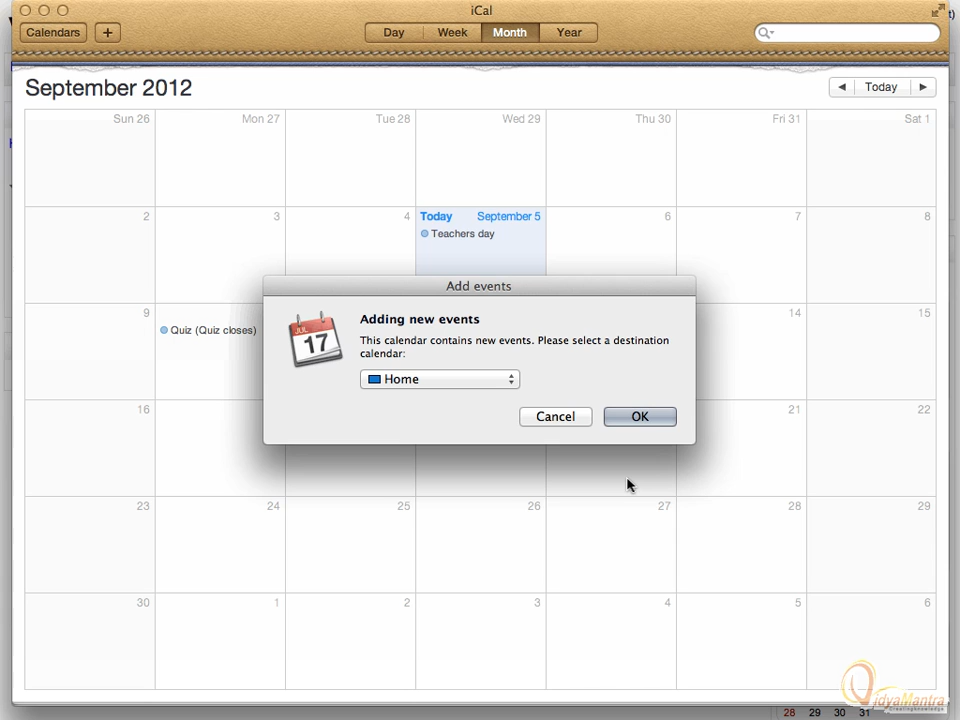 iCal
Calendars + Day Week Month Year
September 2012
Today
Sun 26 Mon 27 Tue 28 Wed 29 Thu 30 Fri 31 Sat 1
2 3 4 Today September 5 6 7 8
Teachers day
Add events
9 14 15
Adding new events
JUL
17
Quiz (Quiz closes)
This calendar contains new events. Please select a destination
calendar:
Home
Cancel OK
16 21 22
23 24 25 26 27 28 29
30 1 2 3 4 5 6
VidyaMantra
28 29 30 31